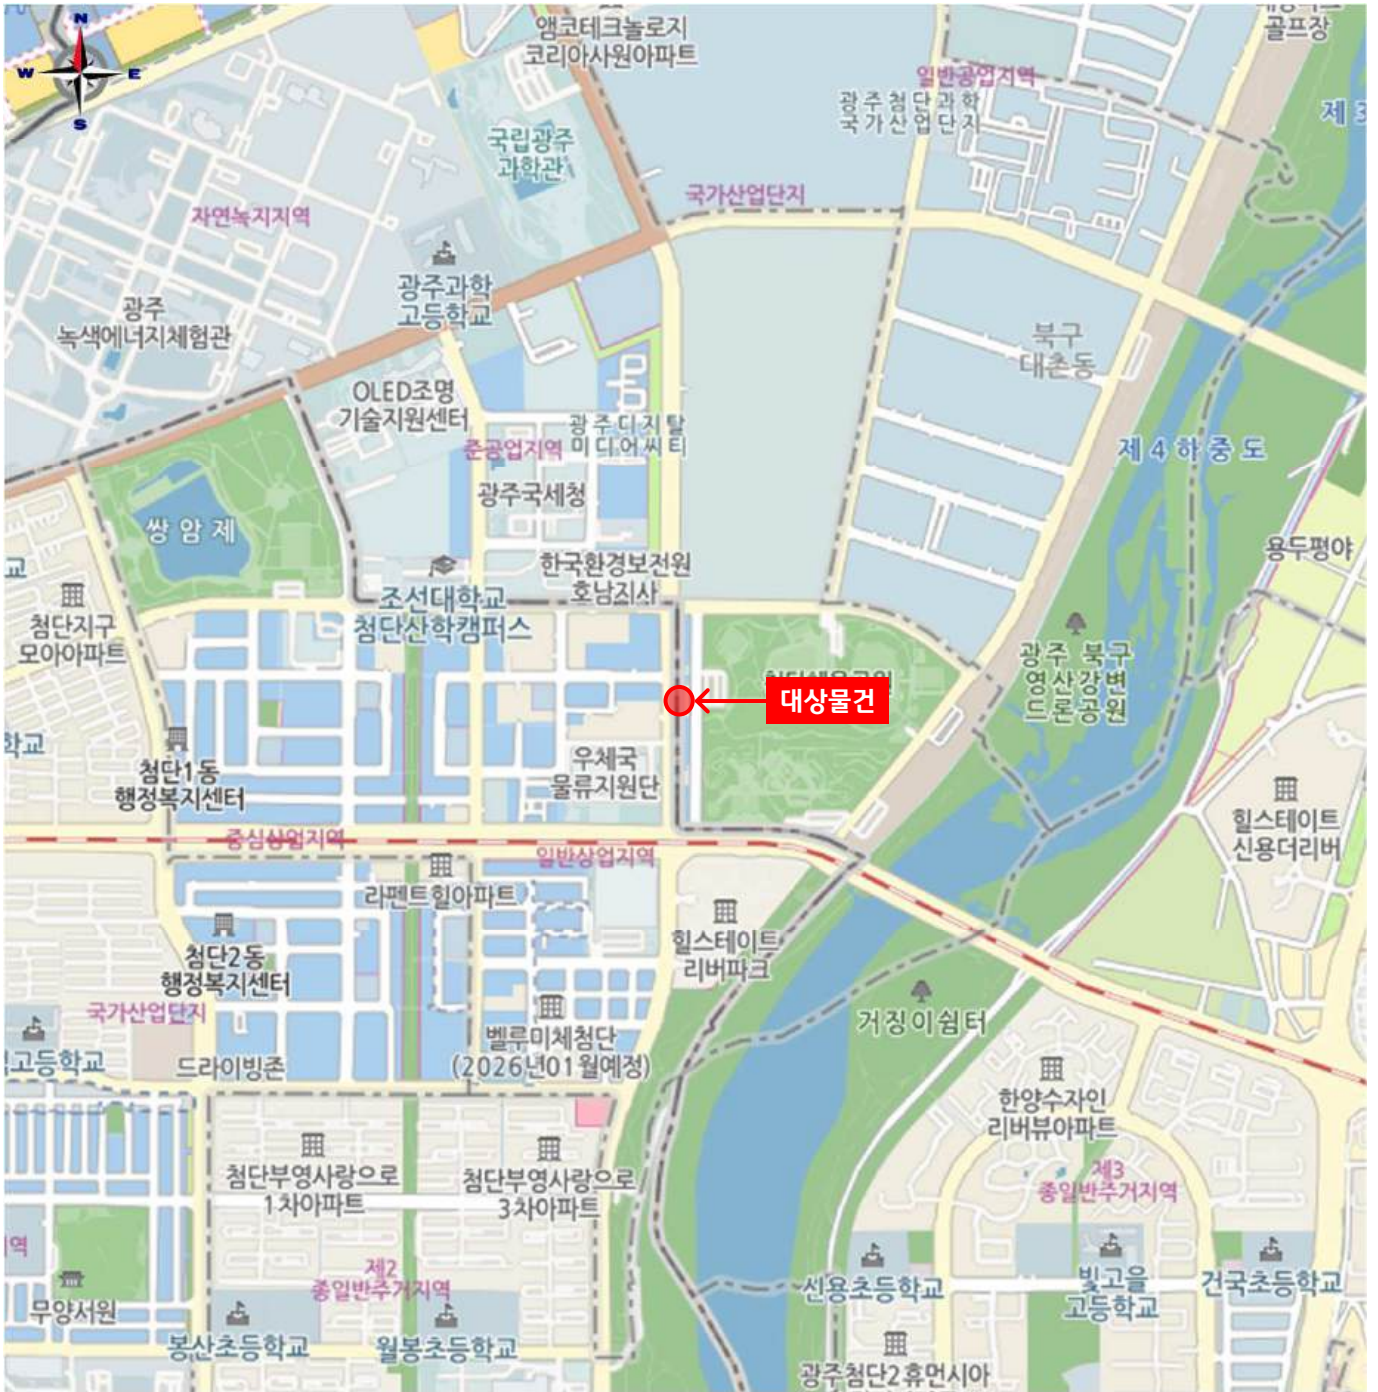 N
W
E
S
앰코테크놀로지
코리아사원아파트
골프장
일반공업지역
광주첨단과학
국가산업단지
제 3
국립광주
과학관
국가산업단지
자연녹지지역
광주과학
고등학교
광주
녹색에너지체험관
북구
대촌동
OLED조명
기술지원센터
광주디지탈
미디어씨티
준공업지역
제4하중도
광주국세청
쌍암제
용두평야
한국환경보전원
호남지사
교
조선대학교
첨단산학캠퍼스
첨단지구
모아아파트
광주 북구
영산강변
드론공원
대상물건
학교
첨단1동
행정복지센터
우체국
물류지원단
힐스테이트
신용더리버
중심상업지역
일반상업지역
라펜트힐아파트
힐스테이트
리버파크
첨단2동
행정복지센터
국가산업단지
거징이쉼터
벨루미체첨단
(2026년01월예정)
고등학교
드라이빙존
한양수자인
리버뷰아파트
첨단부영사랑으로
1차아파트
첨단부영사랑으로
3차아파트
제3
종일반주거지역
역
제2
종일반주거지역
무양서원
신용초등학교
빛고을
고등학교
건국초등학교
봉산초등학교
월봉초등학교
광주첨단2휴먼시아